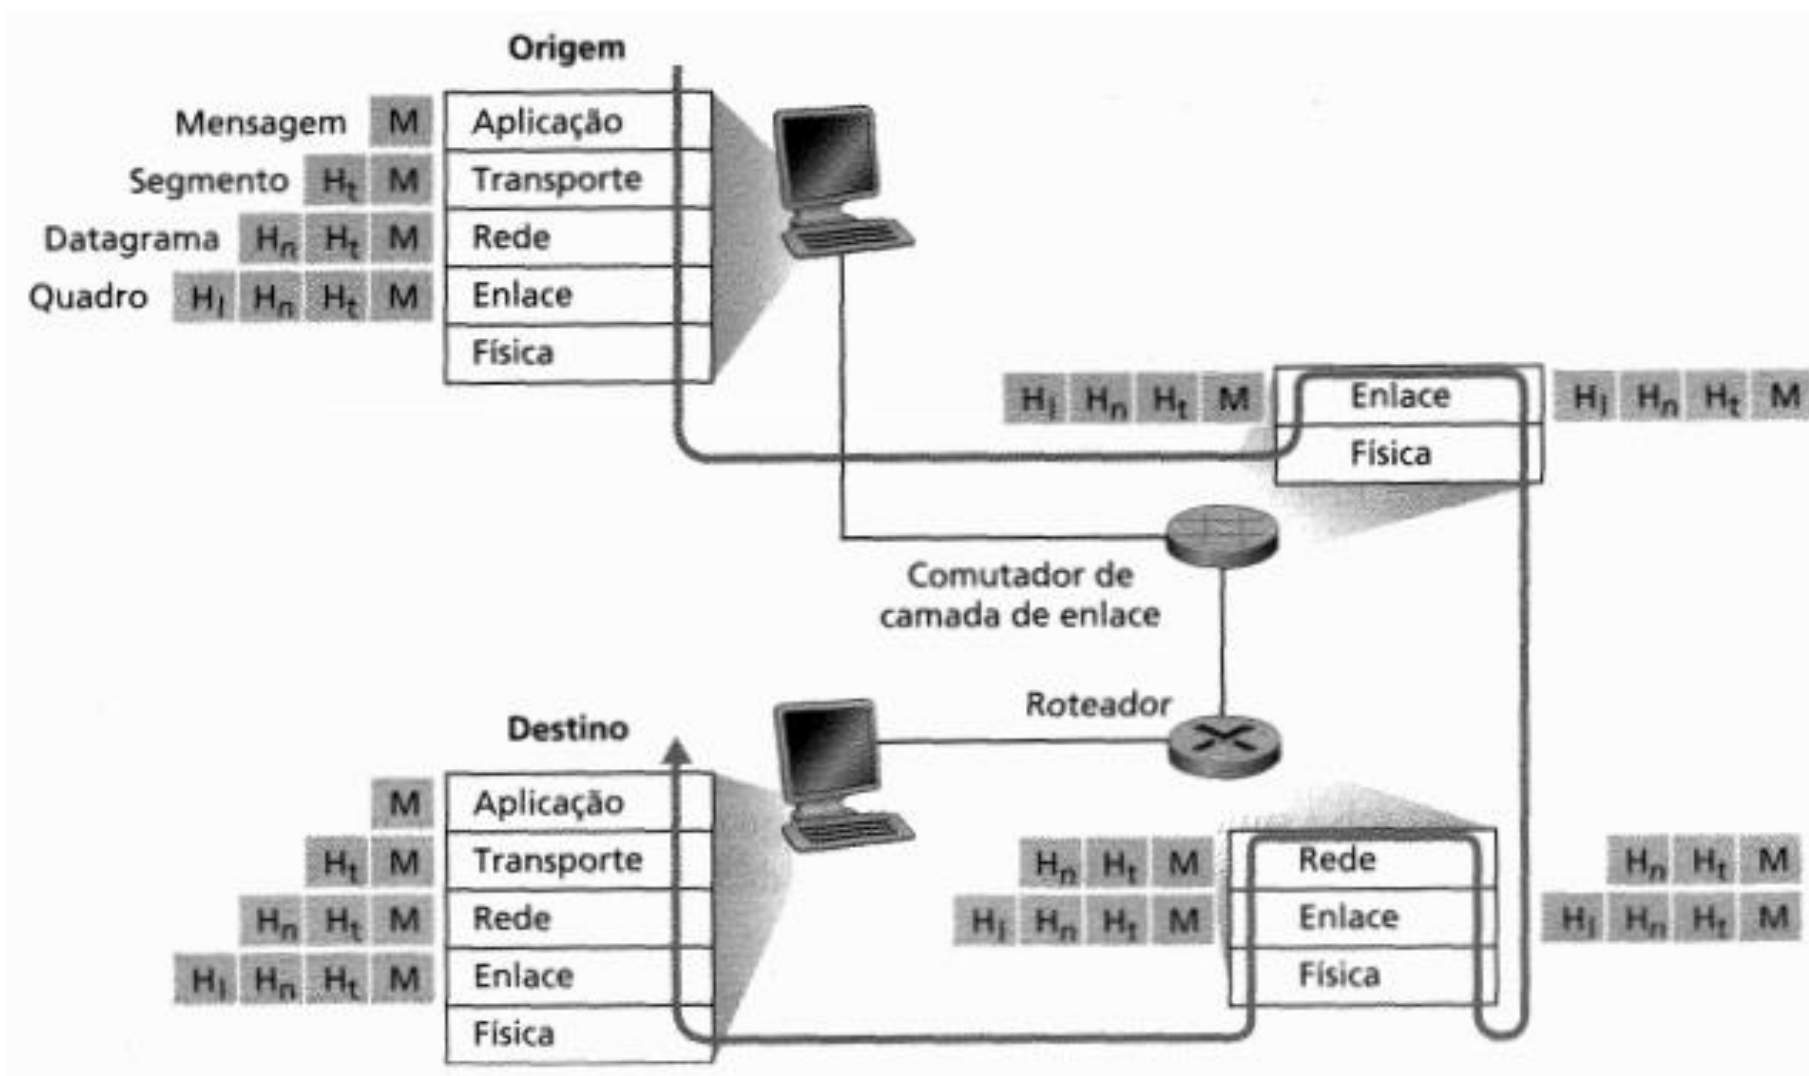 Origem
Mensagem M Aplicação
Segmento Ht M Transporte
Datagrama Hn Ht M Rede
Quadro Hl Hn Ht M Enlace
Física
Hl Hn Ht M Enlace Hl Hn Ht M
Física
Comutador de
camada de enlace
Roteador
Destino
M Aplicação
Ht M Transporte
Hn Ht M Rede
Hl Hn Ht M Enlace
Física
Hn Ht M Rede Hn Ht M
Hl Hn Ht M Enlace Hl Hn Ht M
Física